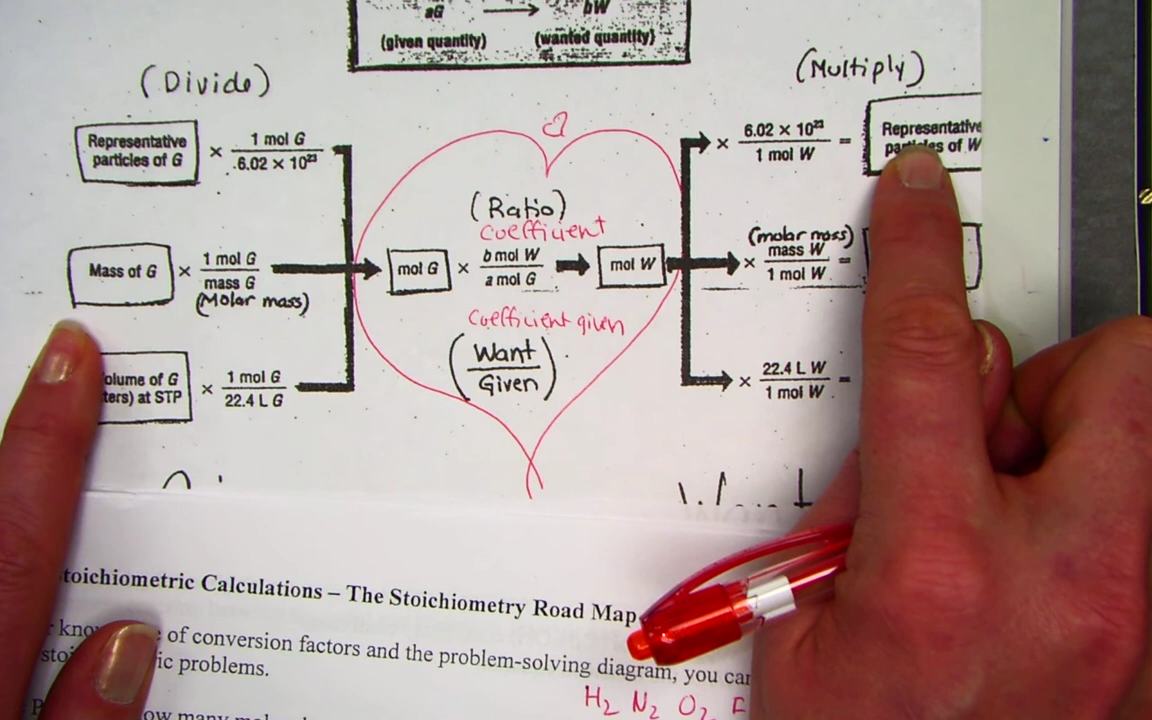 aG → bW
(given quantity) (wanted quantity)
(Divide) (Multiply)
Representative particles of G × 1 mol G / 6.02 × 10²³
× 6.02 × 10²³ / 1 mol W = Representative particles of W
(Ratio)
coefficient
Mass of G × 1 mol G / mass G
(Molar mass)
mol G × b mol W / a mol G → mol W
(molar mass)
× mass W / 1 mol W =
coefficient given
(Want / Given)
olume of G
ters) at STP × 1 mol G / 22.4 L G
× 22.4 L W / 1 mol W =
toichiometric Calculations – The Stoichiometry Road Map
of conversion factors and the problem-solving diagram, you can
ic problems.
H₂ N₂ O₂
ow many